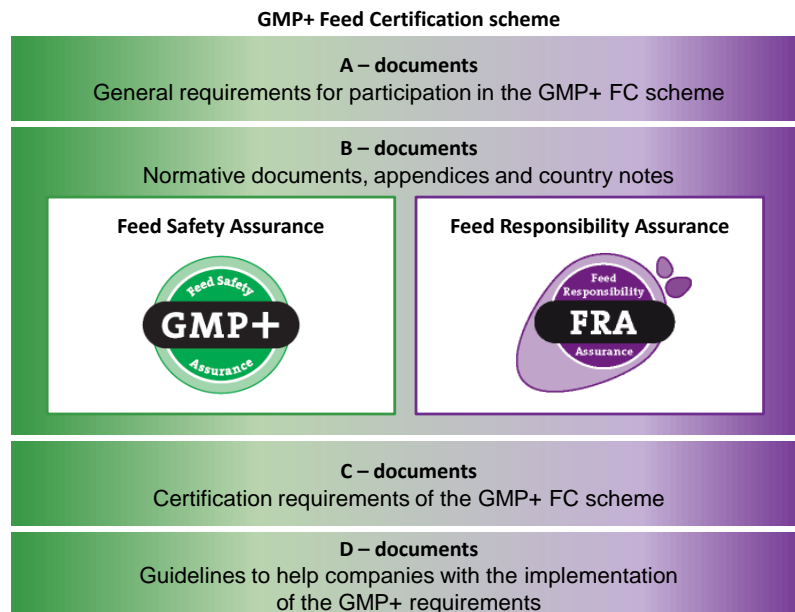 GMP+ Feed Certification scheme
A – documents
General requirements for participation in the GMP+ FC scheme
B – documents
Normative documents, appendices and country notes
Feed Safety Assurance
Feed Safety
GMP+
Assurance
Feed Responsibility Assurance
Feed
Responsibility
FRA
Assurance
C – documents
Certification requirements of the GMP+ FC scheme
D – documents
Guidelines to help companies with the implementation
of the GMP+ requirements